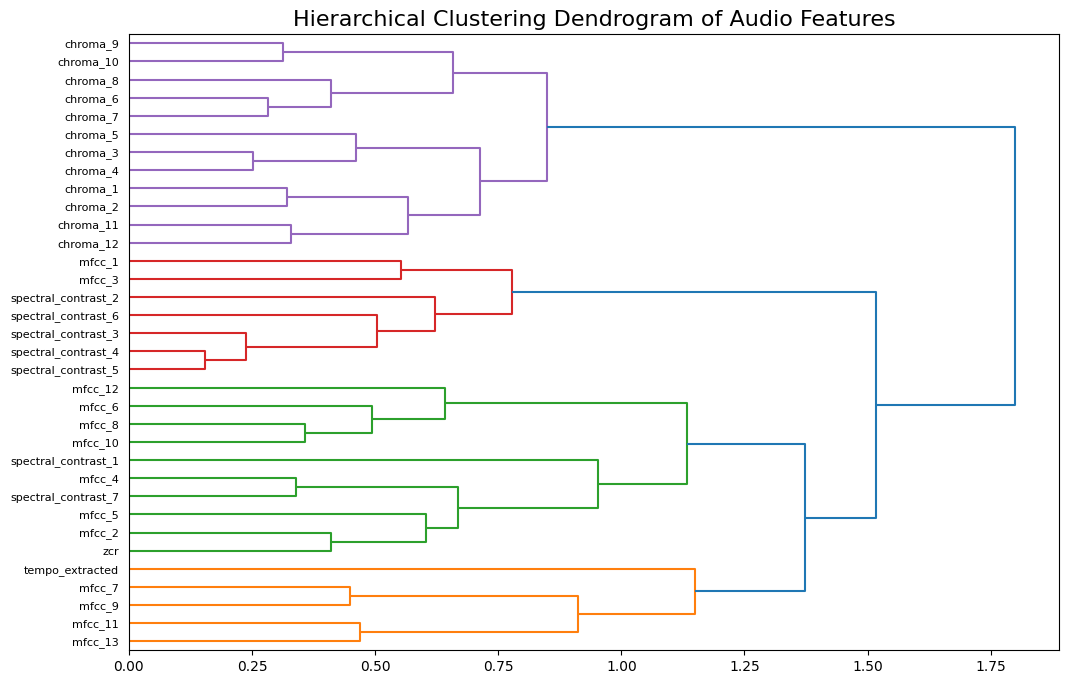 Hierarchical Clustering Dendrogram of Audio Features
chroma_9
chroma_10
chroma_8
chroma_6
chroma_7
chroma_5
chroma_3
chroma_4
chroma_1
chroma_2
chroma_11
chroma_12
mfcc_1
mfcc_3
spectral_contrast_2
spectral_contrast_6
spectral_contrast_3
spectral_contrast_4
spectral_contrast_5
mfcc_12
mfcc_6
mfcc_8
mfcc_10
spectral_contrast_1
mfcc_4
spectral_contrast_7
mfcc_5
mfcc_2
zcr
tempo_extracted
mfcc_7
mfcc_9
mfcc_11
mfcc_13
0.00 0.25 0.50 0.75 1.00 1.25 1.50 1.75